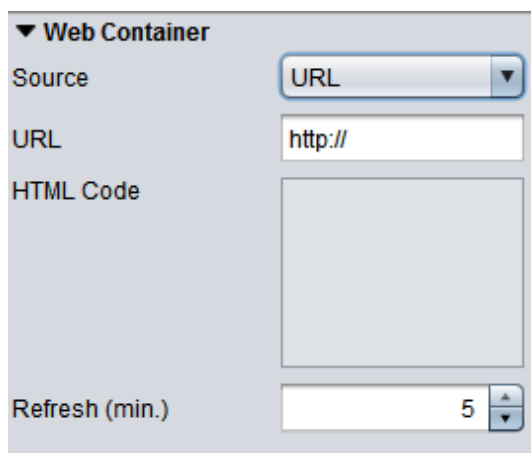 Web Container
Source URL
URL http://
HTML Code
Refresh (min.) 5